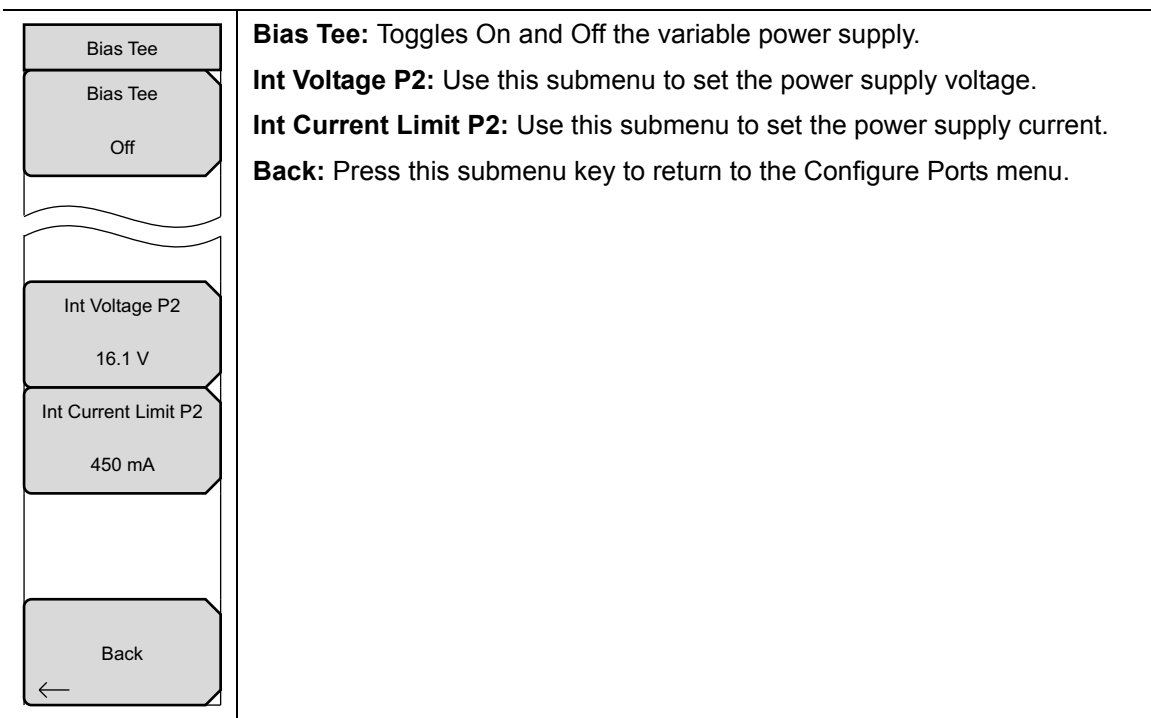 Bias Tee
Bias Tee
Off
Int Voltage P2
16.1 V
Int Current Limit P2
450 mA
Back
Bias Tee: Toggles On and Off the variable power supply.
Int Voltage P2: Use this submenu to set the power supply voltage.
Int Current Limit P2: Use this submenu to set the power supply current.
Back: Press this submenu key to return to the Configure Ports menu.